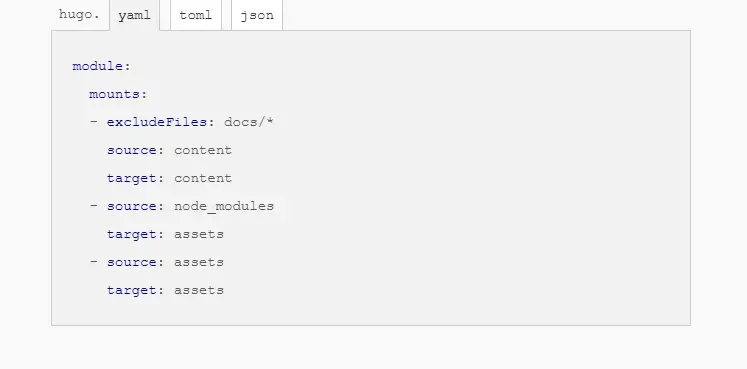 hugo. yaml toml json
module:
  mounts:
  - excludeFiles: docs/*
    source: content
    target: content
  - source: node_modules
    target: assets
  - source: assets
    target: assets